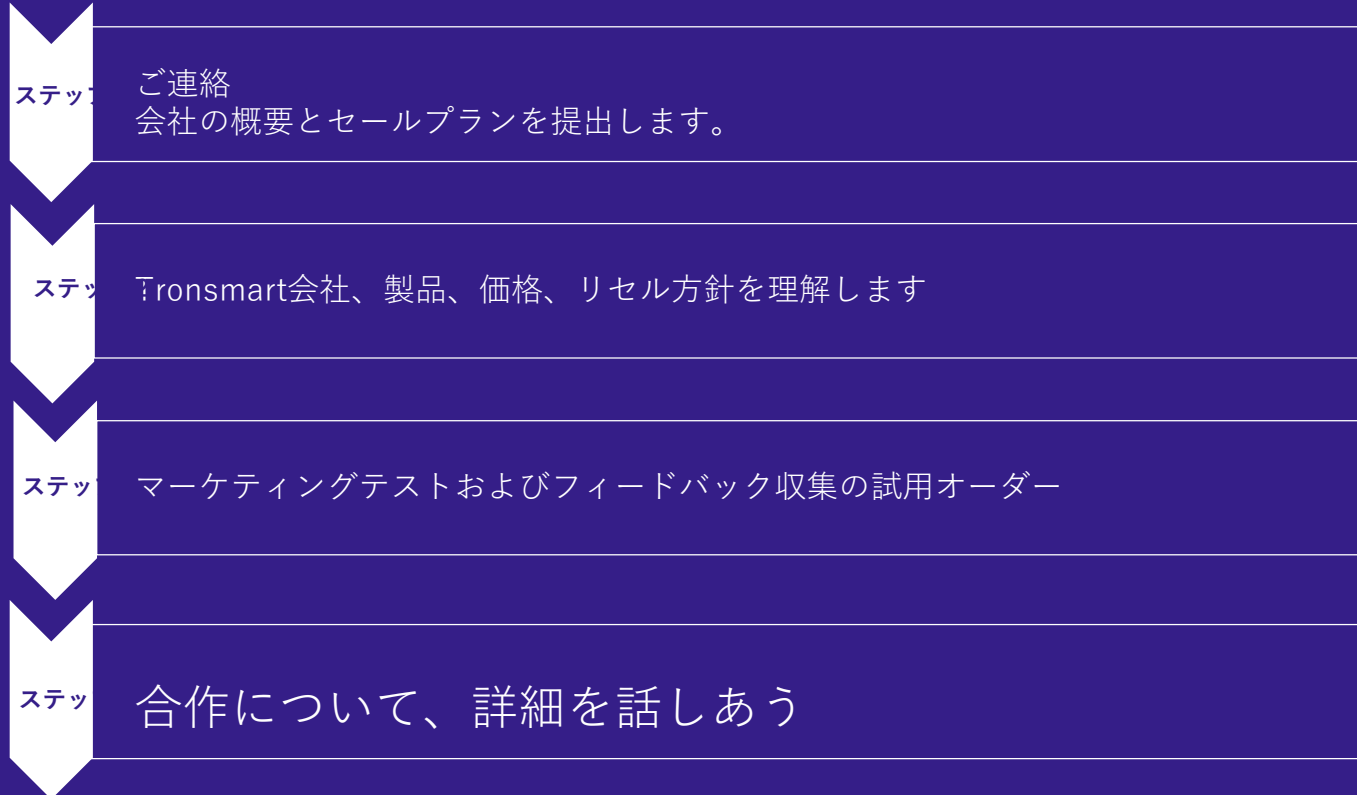 ステップ
ご連絡
会社の概要とセールプランを提出します。
ステッ
Tronsmart会社、製品、価格、リセル方針を理解します
ステッ
マーケティングテストおよびフィードバック収集の試用オーダー
ステッ
合作について、詳細を話しあう